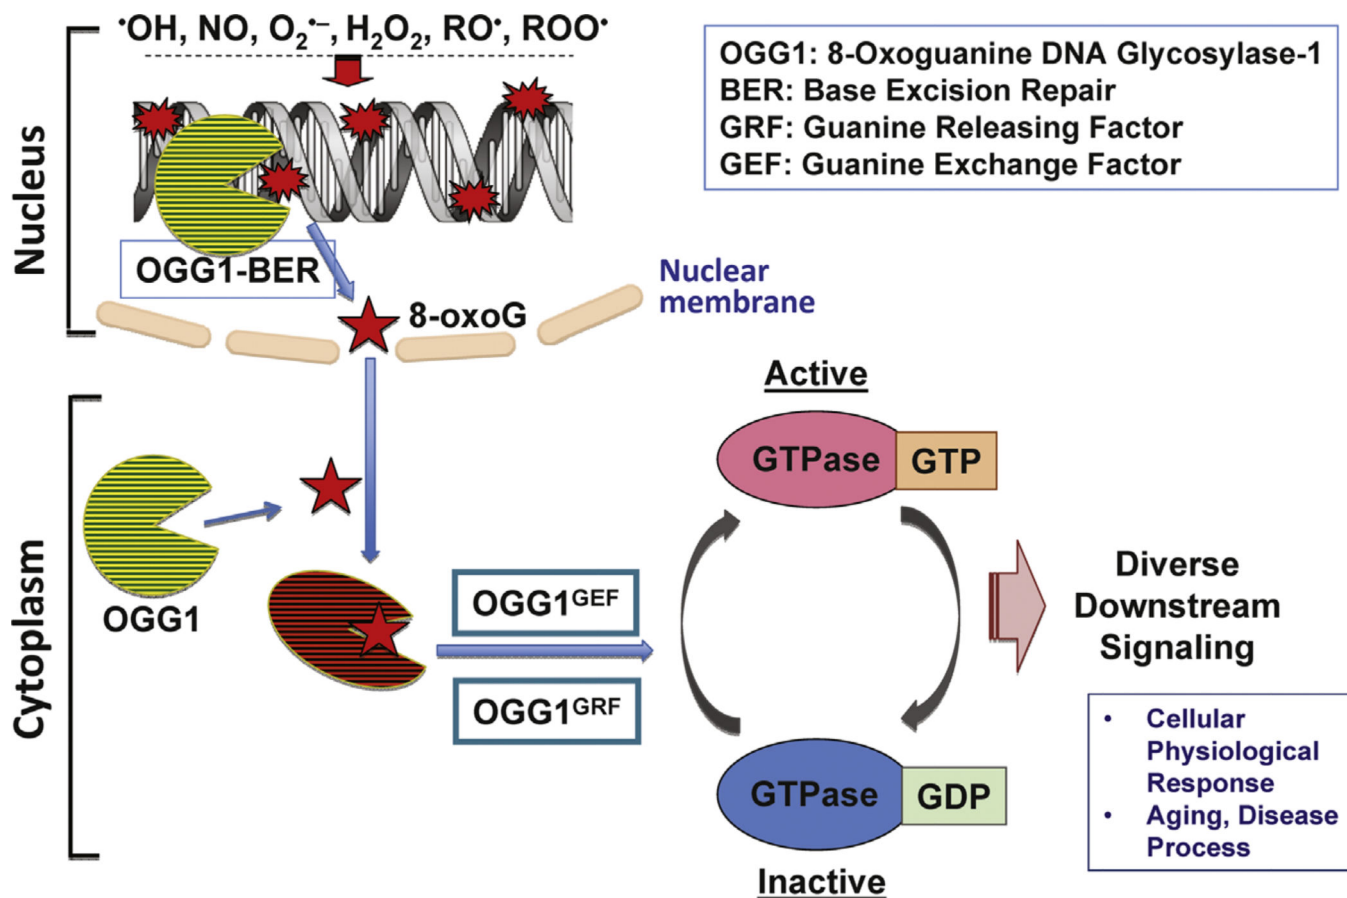 •OH, NO, O₂•–, H₂O₂, RO•, ROO•
OGG1: 8-Oxoguanine DNA Glycosylase-1
BER: Base Excision Repair
GRF: Guanine Releasing Factor
GEF: Guanine Exchange Factor
Nucleus
OGG1-BER
8-oxoG
Nuclear
membrane
Cytoplasm
OGG1
OGG1ᴳᴱᶠ
OGG1ᴳᴿᶠ
Active
GTPase
GTP
GTPase
GDP
Inactive
Diverse
Downstream
Signaling
• Cellular
Physiological
Response
• Aging, Disease
Process